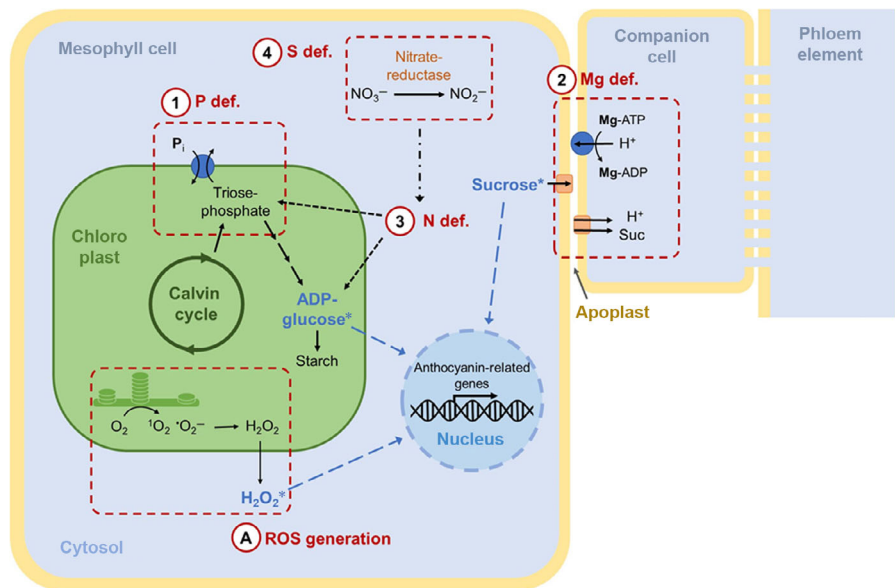 Mesophyll cell
4 S def.
Nitrate-
reductase
NO3− NO2−
Companion
cell
Phloem
element
2 Mg def.
Mg-ATP
H+
Mg-ADP
H+
Suc
1 P def.
Pi
Triose-
phosphate
Sucrose*
3 N def.
Chloro
plast
Calvin
cycle
ADP-
glucose*
Starch
Apoplast
Anthocyanin-related
genes
Nucleus
O2 1O2 •O2− H2O2
H2O2*
A ROS generation
Cytosol